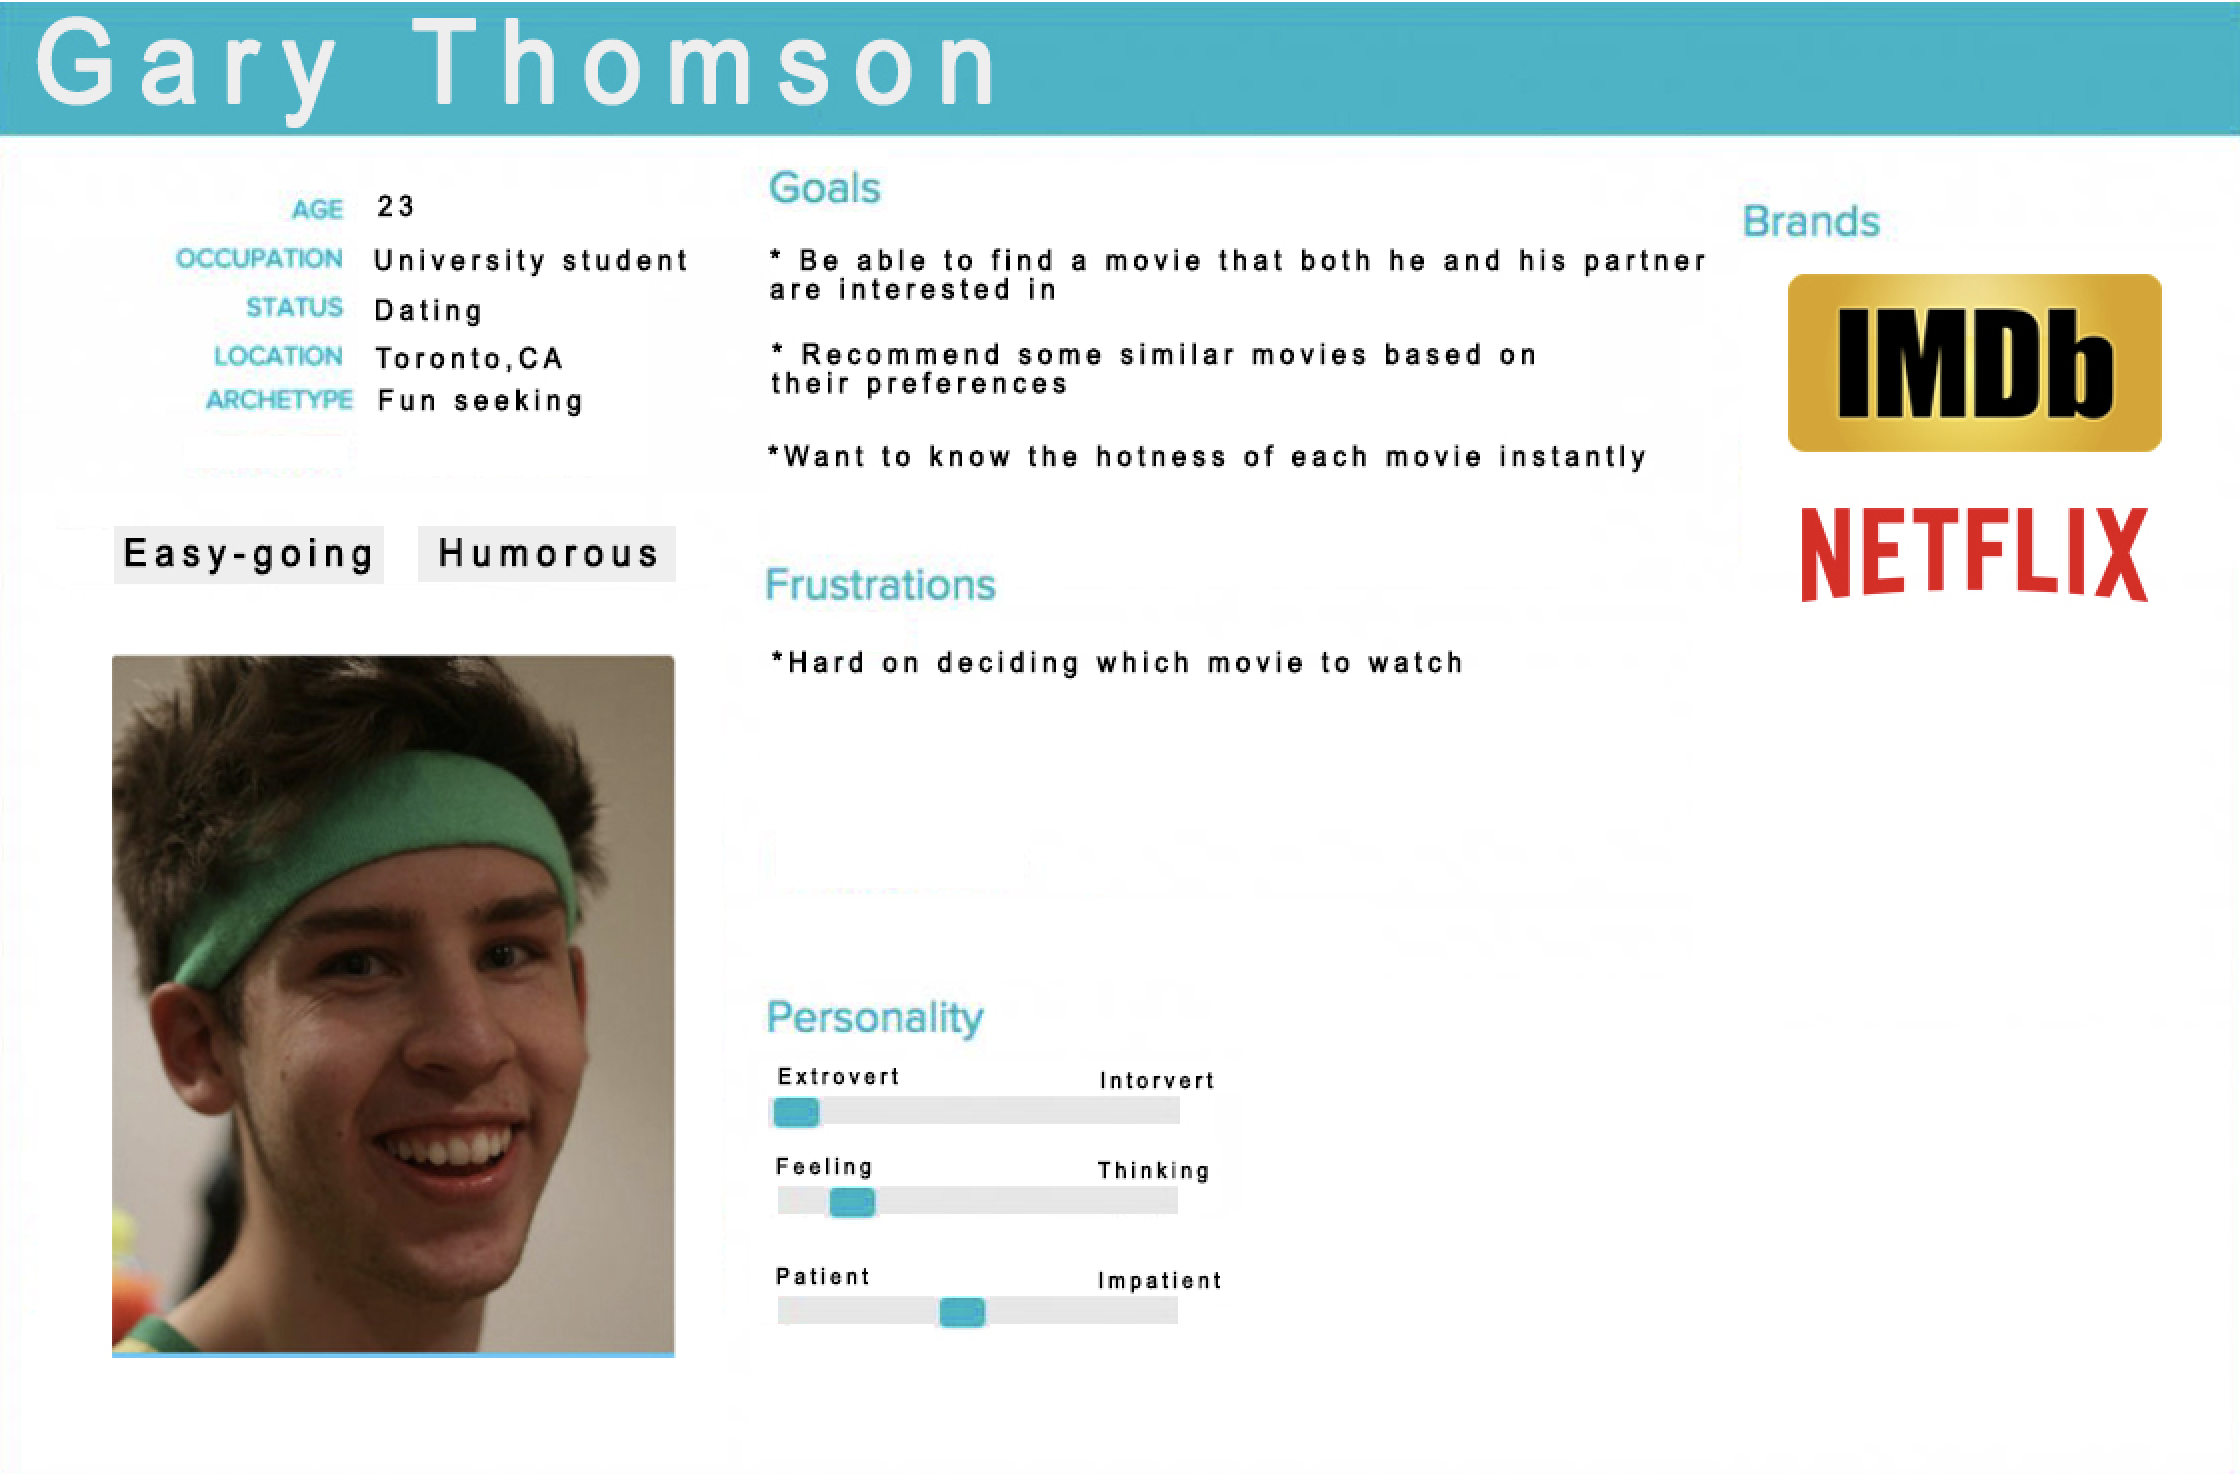 Gary Thomson
AGE 23
OCCUPATION University student
STATUS Dating
LOCATION Toronto,CA
ARCHETYPE Fun seeking
Easy-going Humorous
Goals
* Be able to find a movie that both he and his partner
are interested in
* Recommend some similar movies based on
their preferences
*Want to know the hotness of each movie instantly
Frustrations
*Hard on deciding which movie to watch
Personality
Extrovert Intorvert
Feeling Thinking
Patient Impatient
Brands
IMDb
NETFLIX